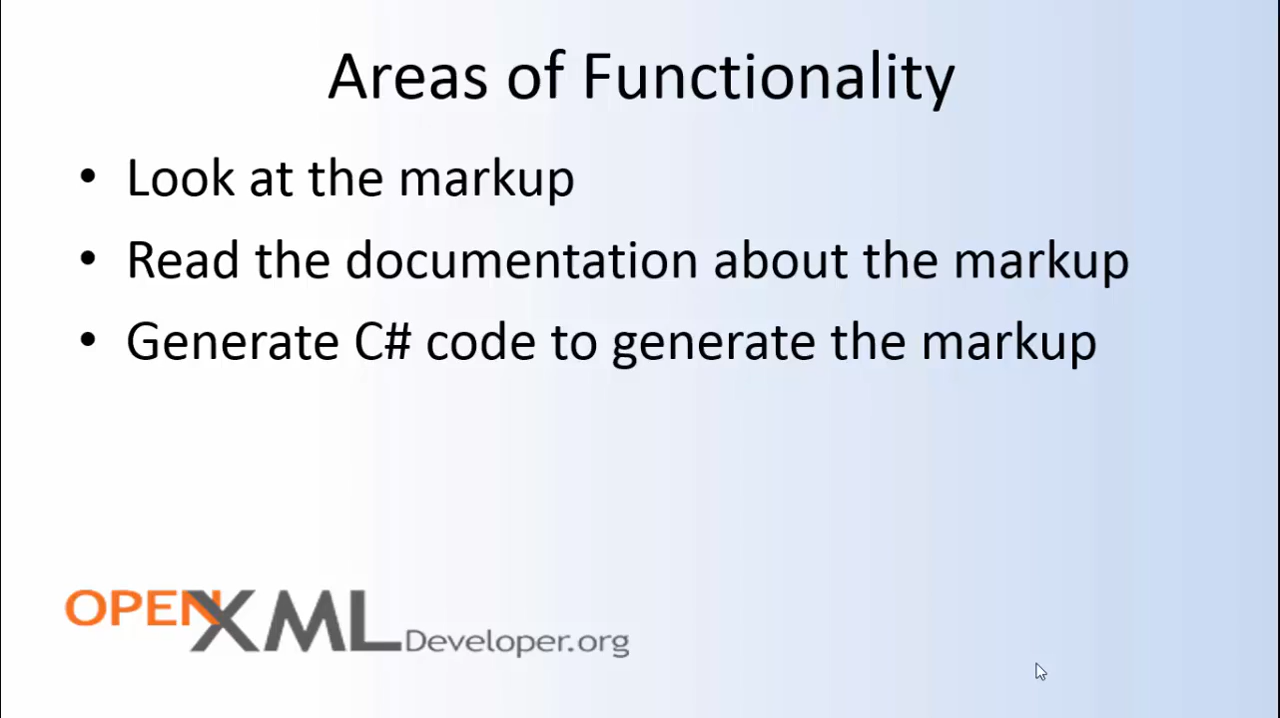 Areas of Functionality
• Look at the markup
• Read the documentation about the markup
• Generate C# code to generate the markup
OPENXMLDeveloper.org